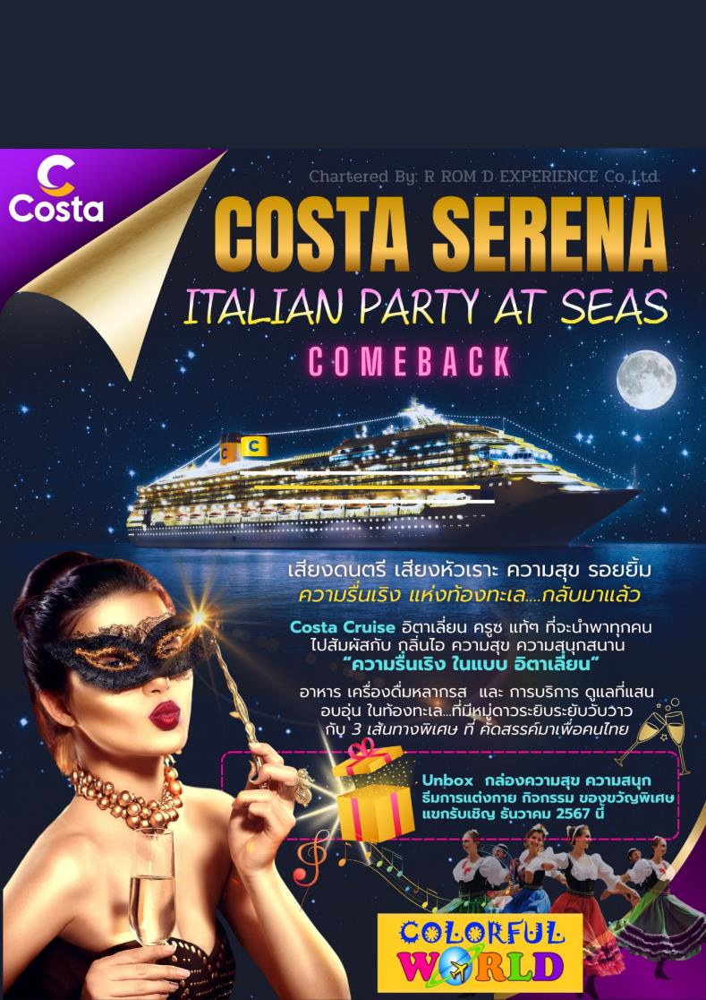 Costa
Chartered By: R ROM D EXPERIENCE Co.,Ltd.
COSTA SERENA
ITALIAN PARTY AT SEAS
COMEBACK
C
C
เสียงดนตรี เสียงหัวเราะ ความสุข รอยยิ้ม
ความรื่นเริง แห่งท้องทะเล....กลับมาแล้ว
Costa Cruise อิตาเลี่ยน ครูซ แท้ๆ ที่จะนำพาทุกคน
ไปสัมผัสกับ กลิ่นไอ ความสุข ความสนุกสนาน
“ความรื่นเริง ในแบบ อิตาเลี่ยน”
อาหาร เครื่องดื่มหลากรส และ การบริการ ดูแลที่แสน
อบอุ่น ในท้องทะเล...ที่มีหมู่ดาวระยิบระยับวับวาว
กับ 3 เส้นทางพิเศษ ที่ คัดสรรค์มาเพื่อคนไทย
Unbox กล่องความสุข ความสนุก
ธีมการแต่งกาย กิจกรรม ของขวัญพิเศษ
แขกรับเชิญ ธันวาคม 2567 นี้
COLORFUL
WORLD